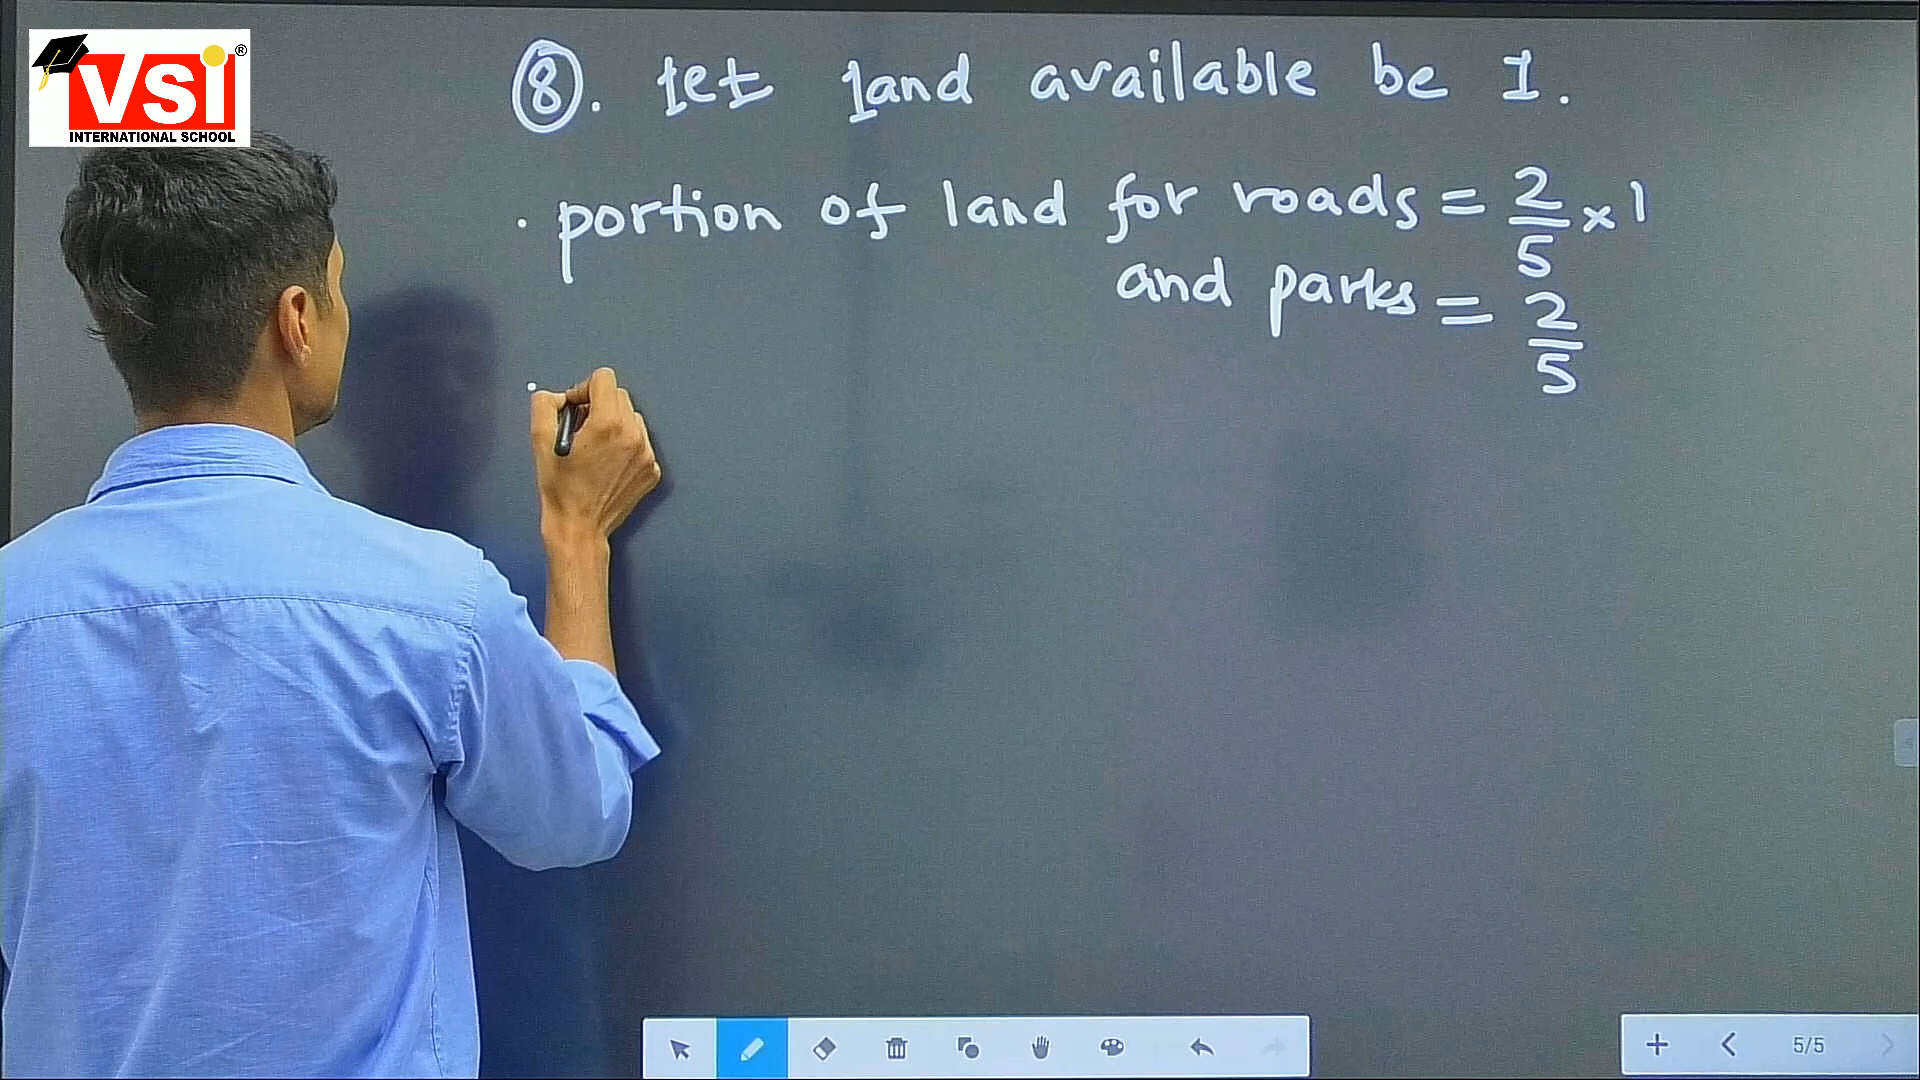 VSI®
INTERNATIONAL SCHOOL
8. Let land available be 1.
. portion of land for roads = 2/5 × 1
and parks = 2/5
.
5/5